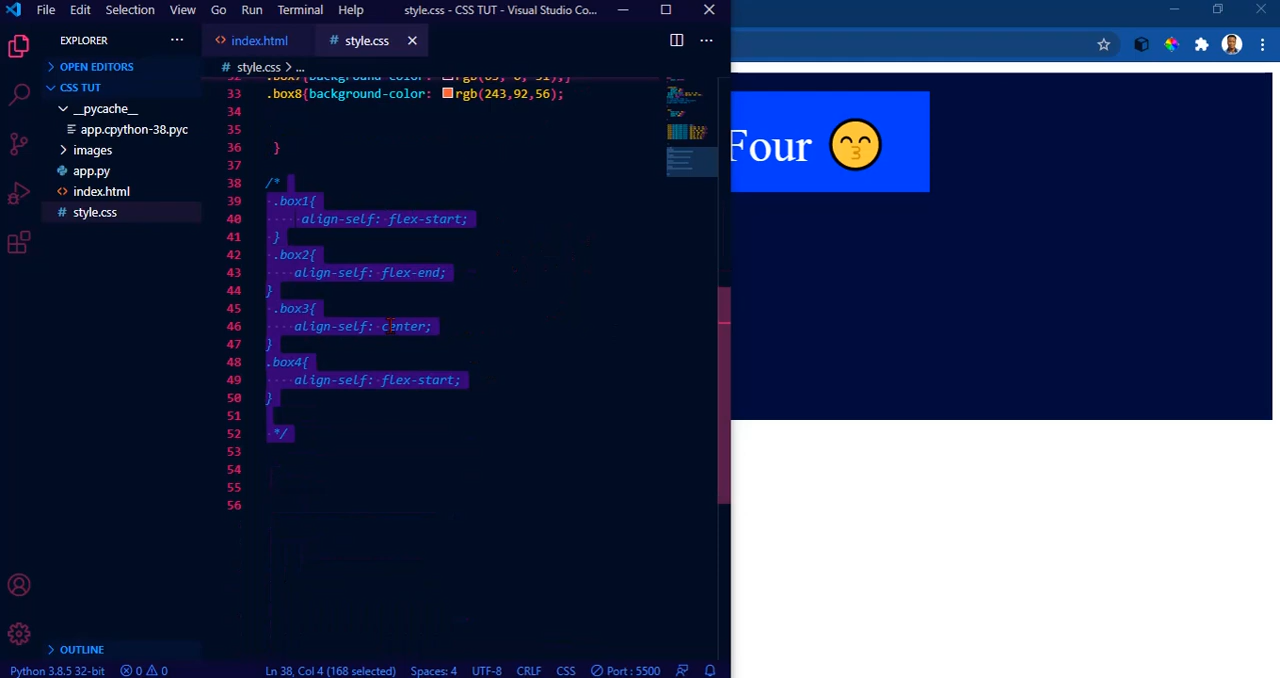 File Edit Selection View Go Run Terminal Help style.css - CSS TUT - Visual Studio Co...
EXPLORER ... <> index.html # style.css × ...
OPEN EDITORS
# style.css > ...
CSS TUT
__pycache__
app.cpython-38.pyc
images
app.py
<> index.html
# style.css
33 .box8{background-color: rgb(243,92,56);
34
35
36 }
37
38 /*
39 .box1{
40 align-self: flex-start;
41 }
42 .box2{
43 align-self: flex-end;
44 }
45 .box3{
46 align-self: center;
47 }
48 .box4{
49 align-self: flex-start;
50 }
51
52 */
53
54
55
56
Four 😙
OUTLINE
Python 3.8.5 32-bit 0 0 Ln 38, Col 4 (168 selected) Spaces: 4 UTF-8 CRLF CSS Port : 5500